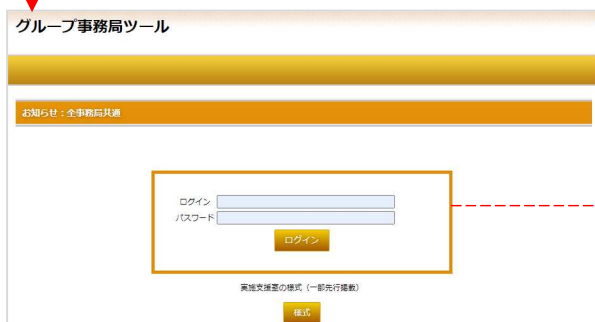 グループ事務局ツール
お知らせ：全事務局共通
ログイン
パスワード
ログイン
実施支援室の様式（一部先行掲載）
様式